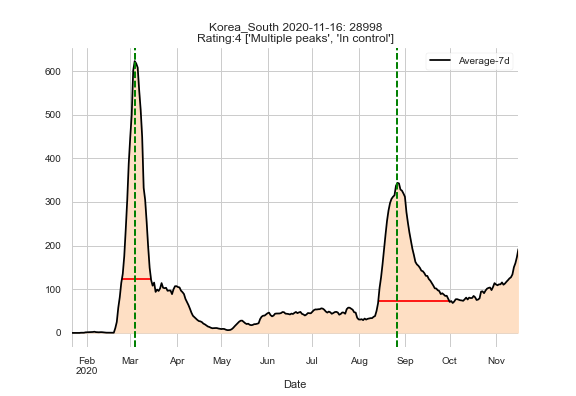 Korea_South 2020-11-16: 28998
Rating:4 ['Multiple peaks', 'In control']
Average-7d
600
500
400
300
200
100
0
Feb Mar Apr May Jun Jul Aug Sep Oct Nov
2020
Date